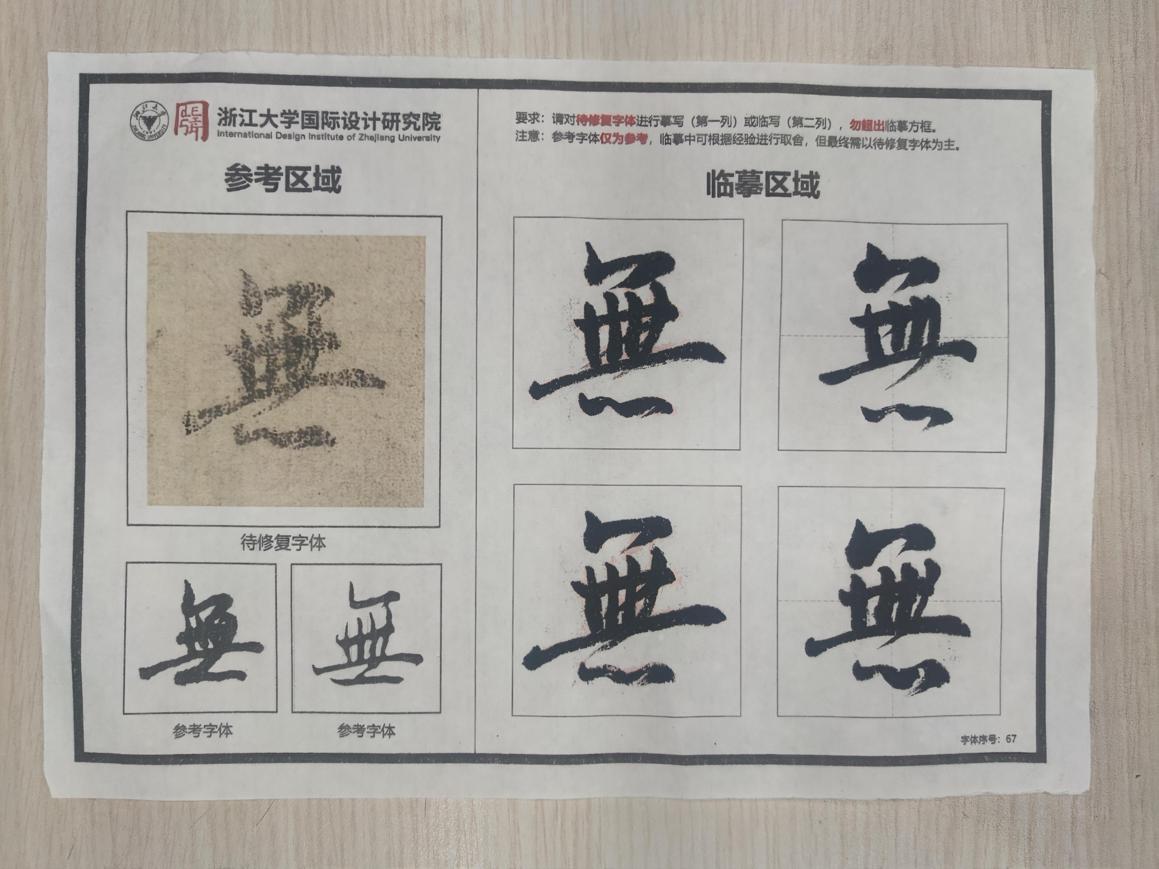 浙江大学国际设计研究院
International Design Institute of Zhejiang University
参考区域
無
待修复字体
無
無
参考字体
参考字体
要求：请对待修复字体进行摹写（第一列）或临写（第二列），勿超出临摹方框。
注意：参考字体仅为参考，临摹中可根据经验进行取舍，但最终需以待修复字体为主。
临摹区域
無
無
無
無
字体序号：67